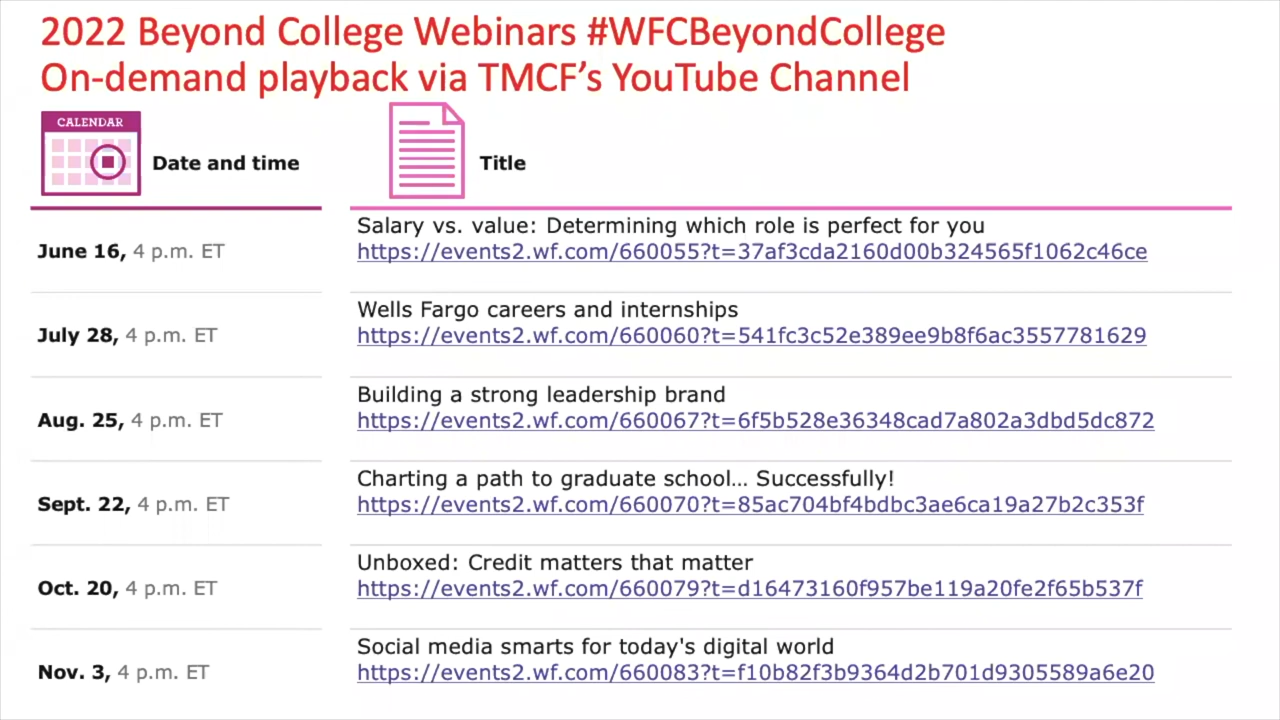 2022 Beyond College Webinars #WFCBeyondCollege
On-demand playback via TMCF’s YouTube Channel
CALENDAR
Date and time
Title
June 16, 4 p.m. ET
Salary vs. value: Determining which role is perfect for you
https://events2.wf.com/660055?t=37af3cda2160d00b324565f1062c46ce
July 28, 4 p.m. ET
Wells Fargo careers and internships
https://events2.wf.com/660060?t=541fc3c52e389ee9b8f6ac3557781629
Aug. 25, 4 p.m. ET
Building a strong leadership brand
https://events2.wf.com/660067?t=6f5b528e36348cad7a802a3dbd5dc872
Sept. 22, 4 p.m. ET
Charting a path to graduate school… Successfully!
https://events2.wf.com/660070?t=85ac704bf4bdbc3ae6ca19a27b2c353f
Oct. 20, 4 p.m. ET
Unboxed: Credit matters that matter
https://events2.wf.com/660079?t=d16473160f957be119a20fe2f65b537f
Nov. 3, 4 p.m. ET
Social media smarts for today's digital world
https://events2.wf.com/660083?t=f10b82f3b9364d2b701d9305589a6e20